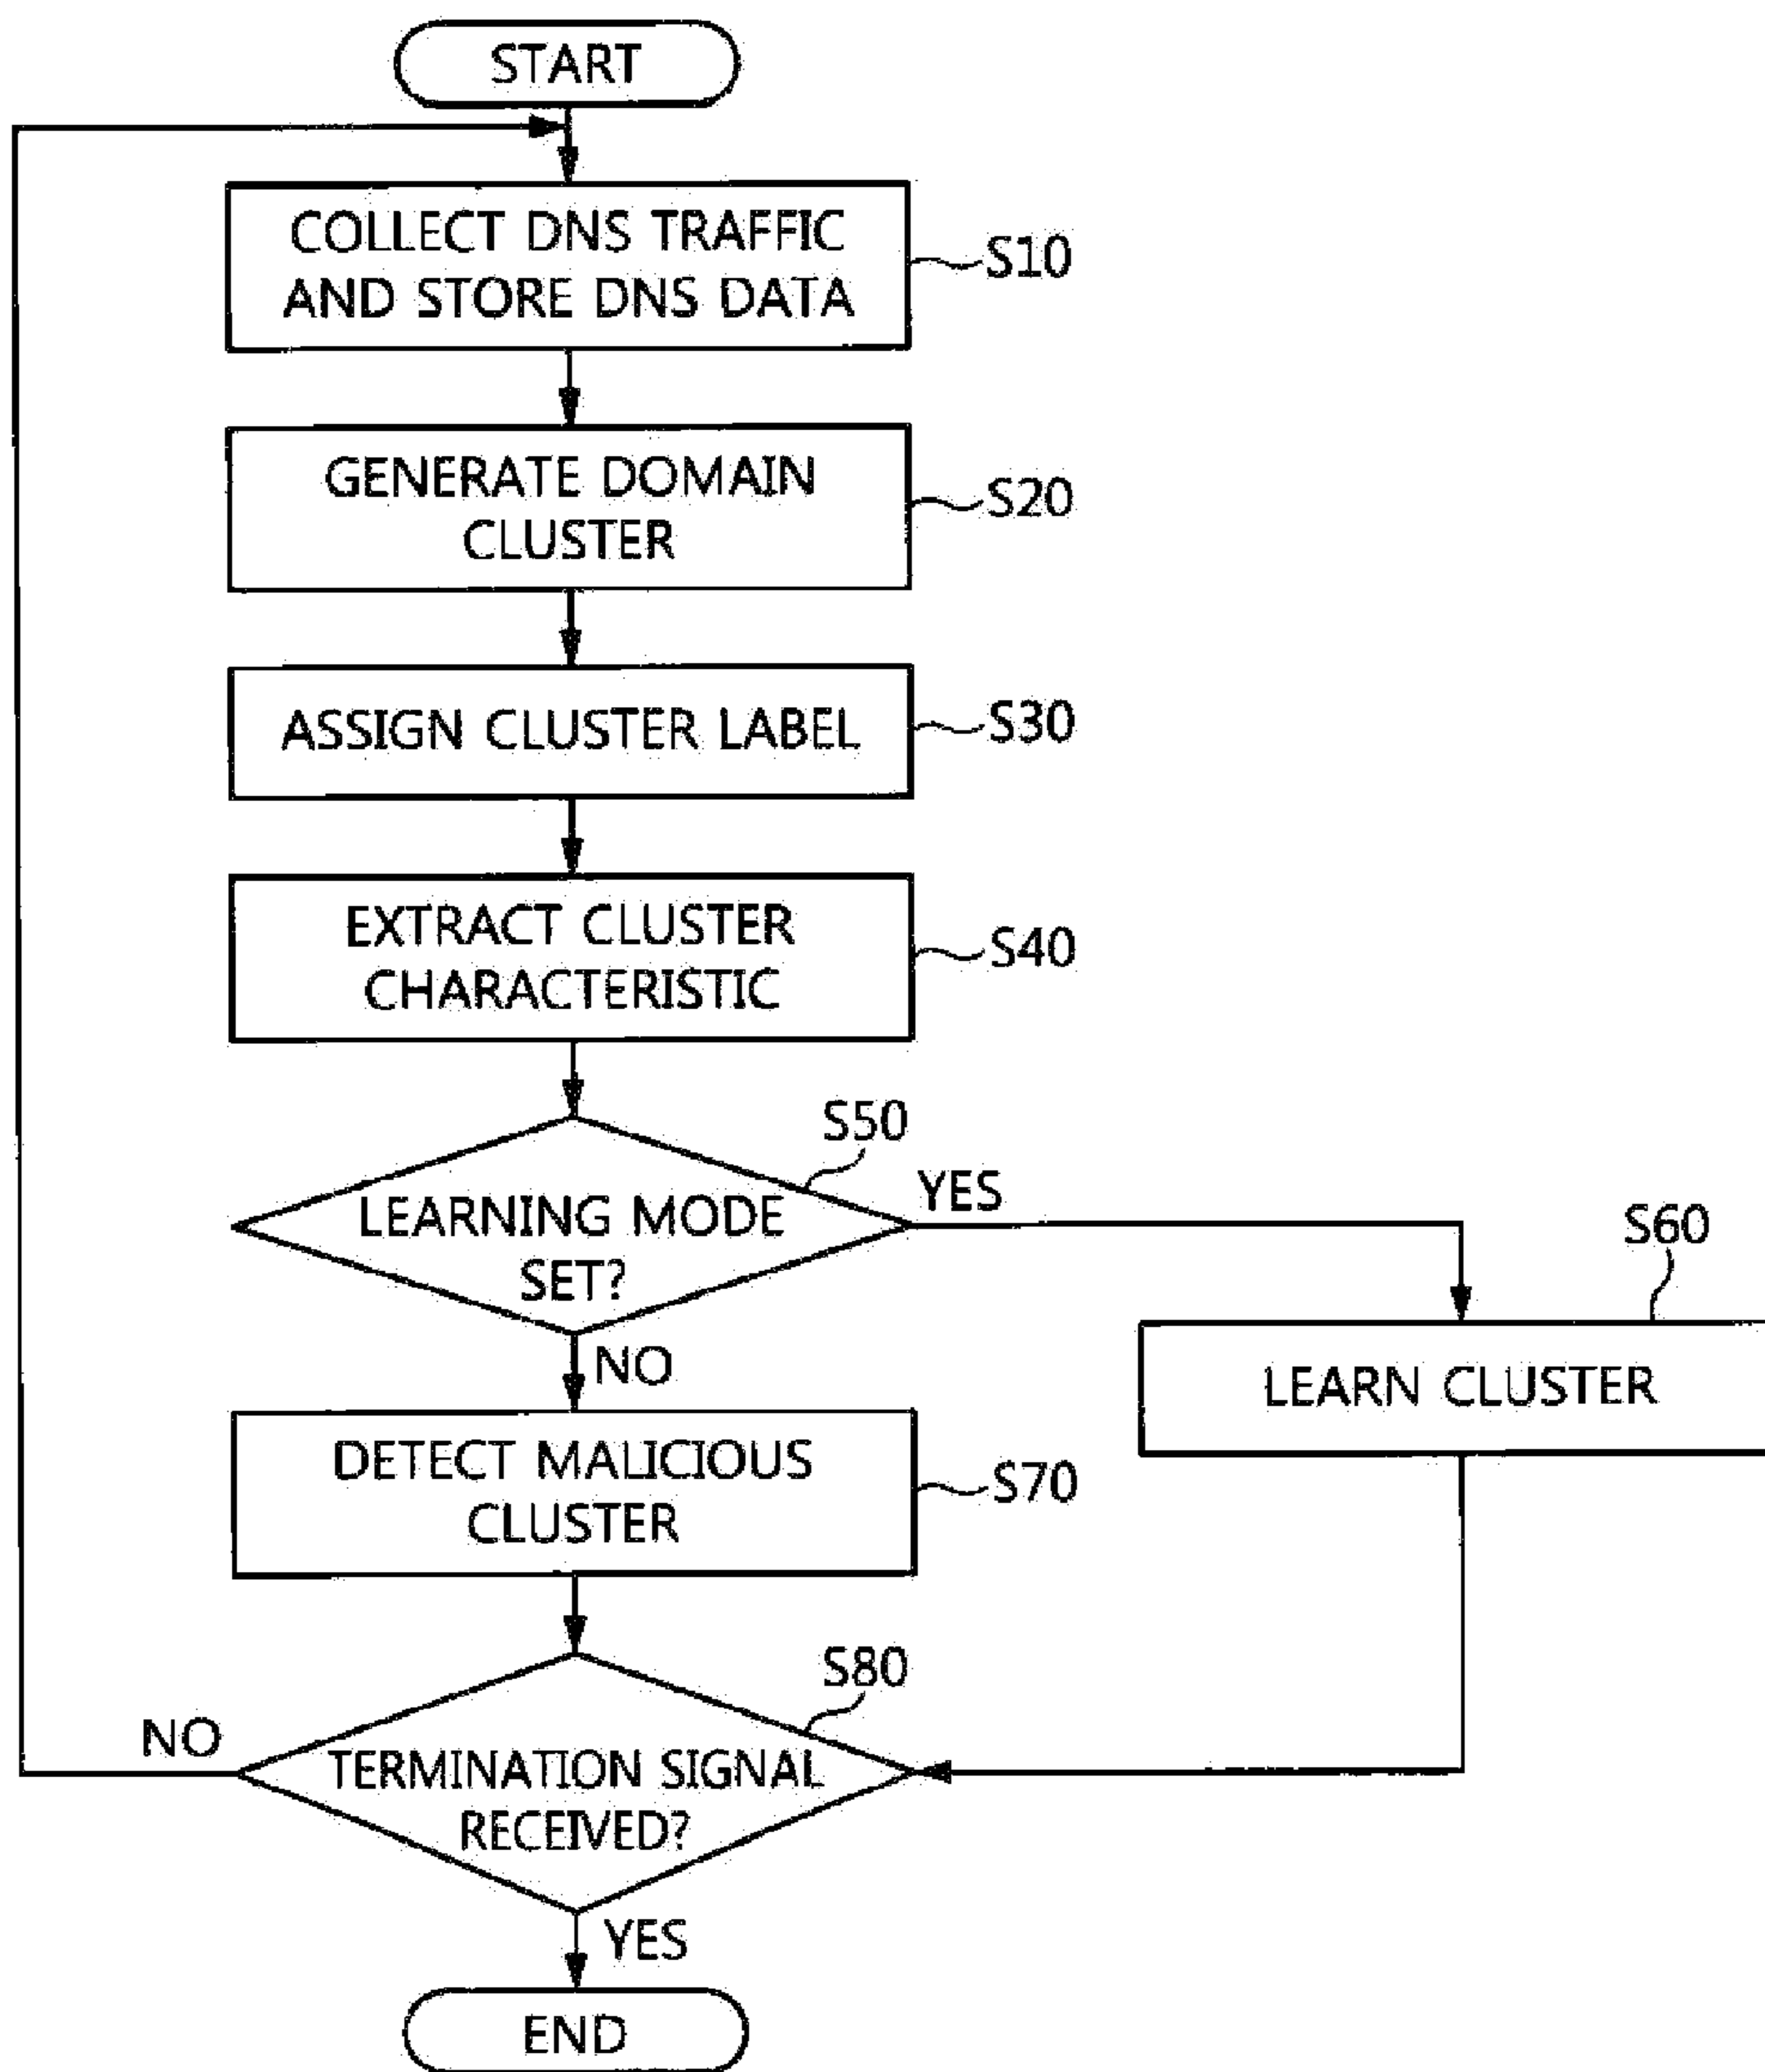 START
COLLECT DNS TRAFFIC
AND STORE DNS DATA
S10
GENERATE DOMAIN
CLUSTER
S20
ASSIGN CLUSTER LABEL
S30
EXTRACT CLUSTER
CHARACTERISTIC
S40
S50
LEARNING MODE
SET?
YES
NO
S60
LEARN CLUSTER
DETECT MALICIOUS
CLUSTER
S70
S80
TERMINATION SIGNAL
RECEIVED?
NO
YES
END